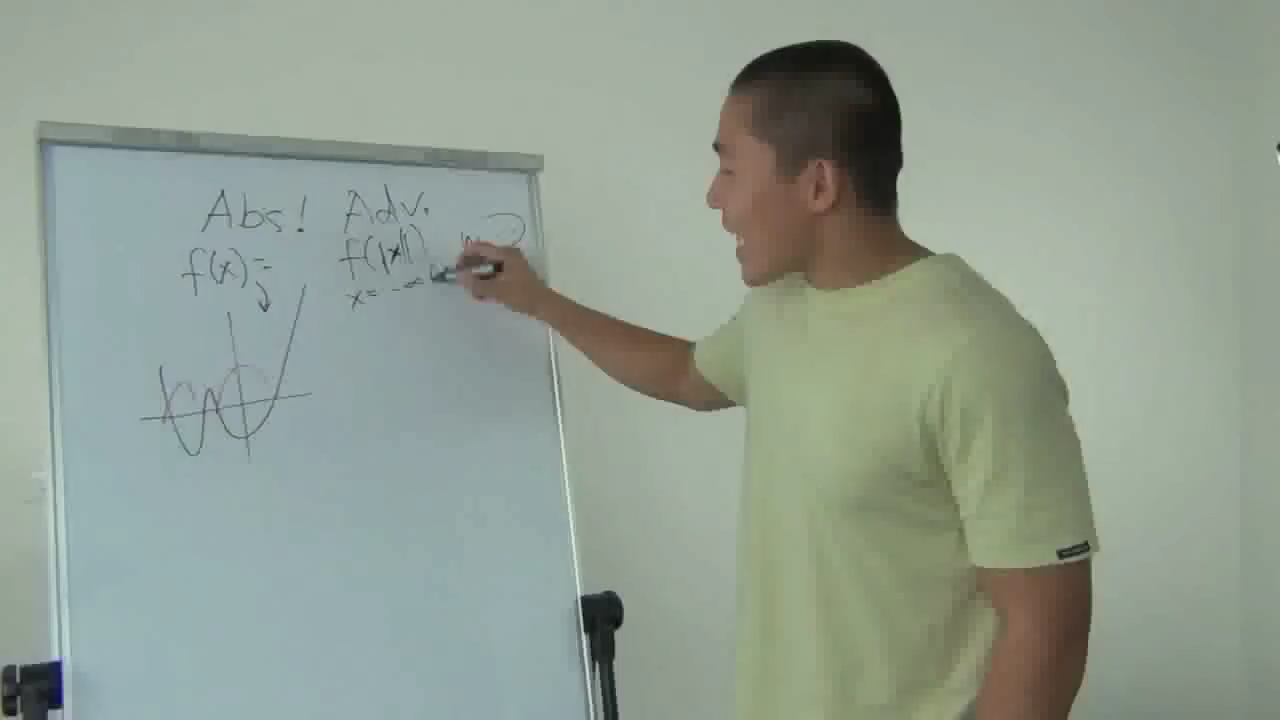 Abs! Adv.
f(x)= f(|x|)
x = -∞